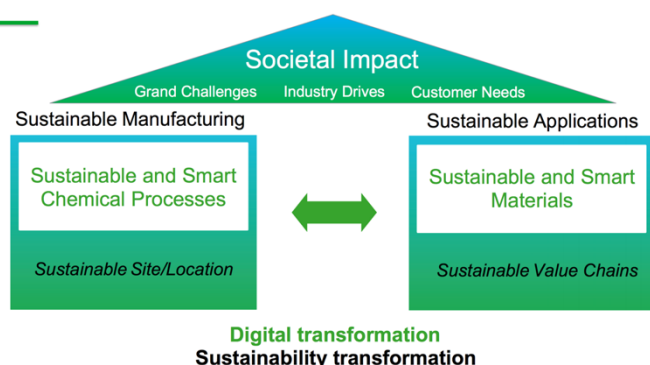 Societal Impact
Grand Challenges Industry Drives Customer Needs
Sustainable Manufacturing
Sustainable and Smart
Chemical Processes
Sustainable Site/Location
Sustainable Applications
Sustainable and Smart
Materials
Sustainable Value Chains
Digital transformation
Sustainability transformation